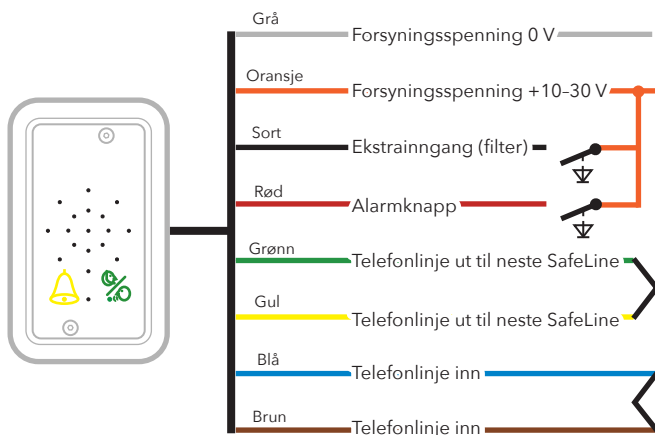 Grå
Forsyningsspenning 0 V
Oransje
Forsyningsspenning +10–30 V
Sort
Ekstrainngang (filter)
Rød
Alarmknapp
Grønn
Telefonlinje ut til neste SafeLine
Gul
Telefonlinje ut til neste SafeLine
Blå
Telefonlinje inn
Brun
Telefonlinje inn